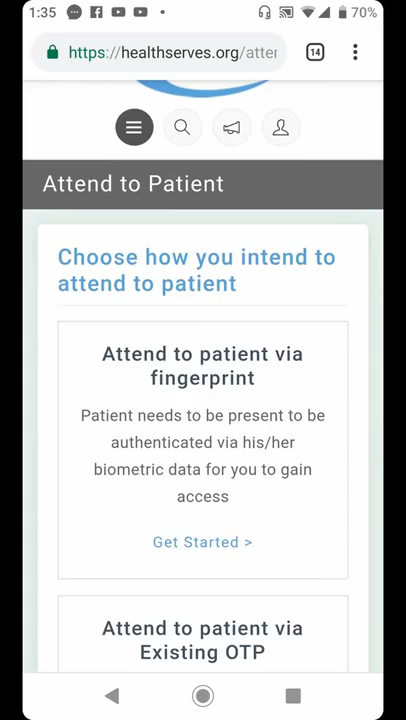 1:35
70%
https://healthserves.org/atter
14
Attend to Patient
Choose how you intend to
attend to patient
Attend to patient via
fingerprint
Patient needs to be present to be
authenticated via his/her
biometric data for you to gain
access
Get Started >
Attend to patient via
Existing OTP